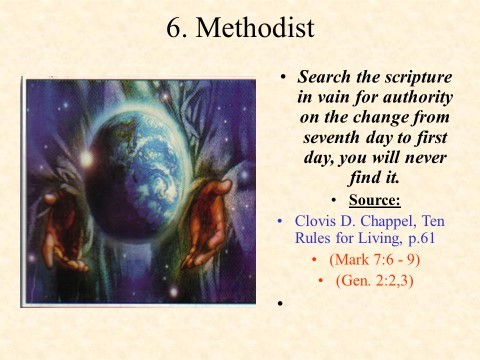 6. Methodist
• Search the scripture
in vain for authority
on the change from
seventh day to first
day, you will never
find it.
• Source:
• Clovis D. Chappel, Ten
Rules for Living, p.61
• (Mark 7:6 - 9)
• (Gen. 2:2,3)
•